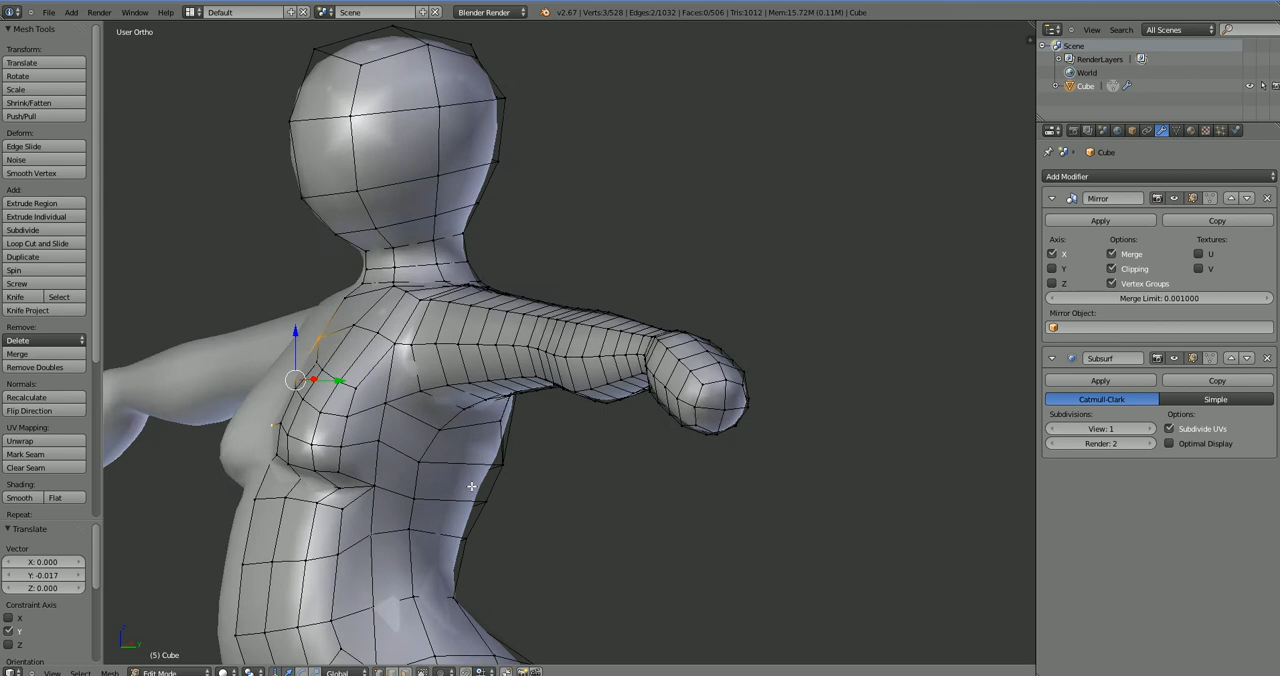 File Add Render Window Help Default Scene Blender Render v2.67 | Verts:3/528 | Edges:2/1032 | Faces:0/506 | Tris:1012 | Mem:15.72M (0.11M) | Cube
Mesh Tools
Transform:
Translate
Rotate
Scale
Shrink/Fatten
Push/Pull
Deform:
Edge Slide
Noise
Smooth Vertex
Add:
Extrude Region
Extrude Individual
Subdivide
Loop Cut and Slide
Duplicate
Spin
Screw
Knife Select
Knife Project
Remove:
Delete
Merge
Remove Doubles
Normals:
Recalculate
Flip Direction
UV Mapping:
Unwrap
Mark Seam
Clear Seam
Shading:
Smooth Flat
Repeat:
Translate
Vector
X: 0.000
Y: -0.017
Z: 0.000
Constraint Axis
X
Y
Z
Orientation
User Ortho
(5) Cube
View Select Add Mesh Edit Mode Global
View Search All Scenes
Scene
RenderLayers
World
Cube
Cube
Add Modifier
Mirror
Apply Copy
Axis: Options: Textures:
X Merge U
Y Clipping V
Z Vertex Groups
Merge Limit: 0.001000
Mirror Object:
Subsurf
Apply Copy
Catmull-Clark Simple
Subdivisions: Options:
View: 1 Subdivide UVs
Render: 2 Optimal Display